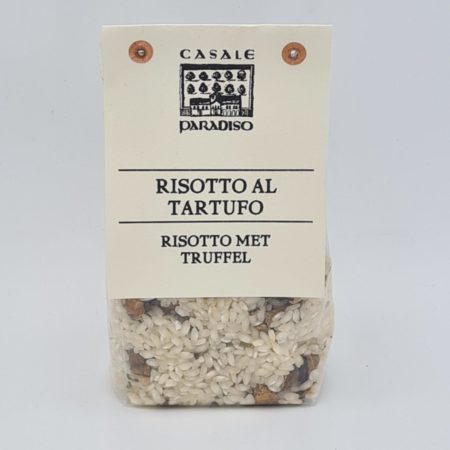 CASALE
PARADISO
RISOTTO AL
TARTUFO
RISOTTO MET
TRUFFEL